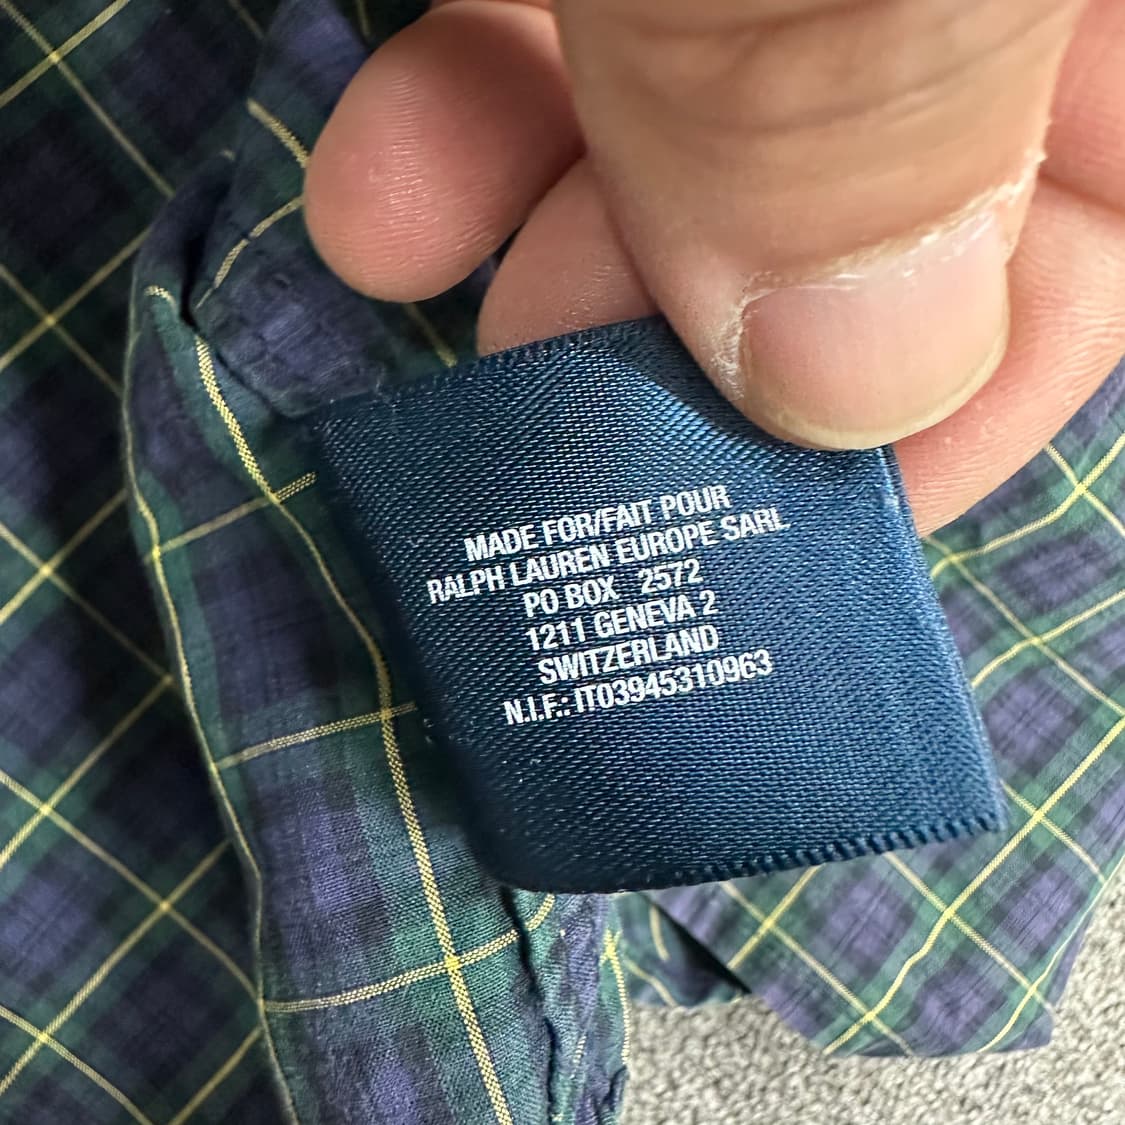 MADE FOR/FAIT POUR
RALPH LAUREN EUROPE SARL
PO BOX 2572
1211 GENEVA 2
SWITZERLAND
N.I.F.: IT03945310963